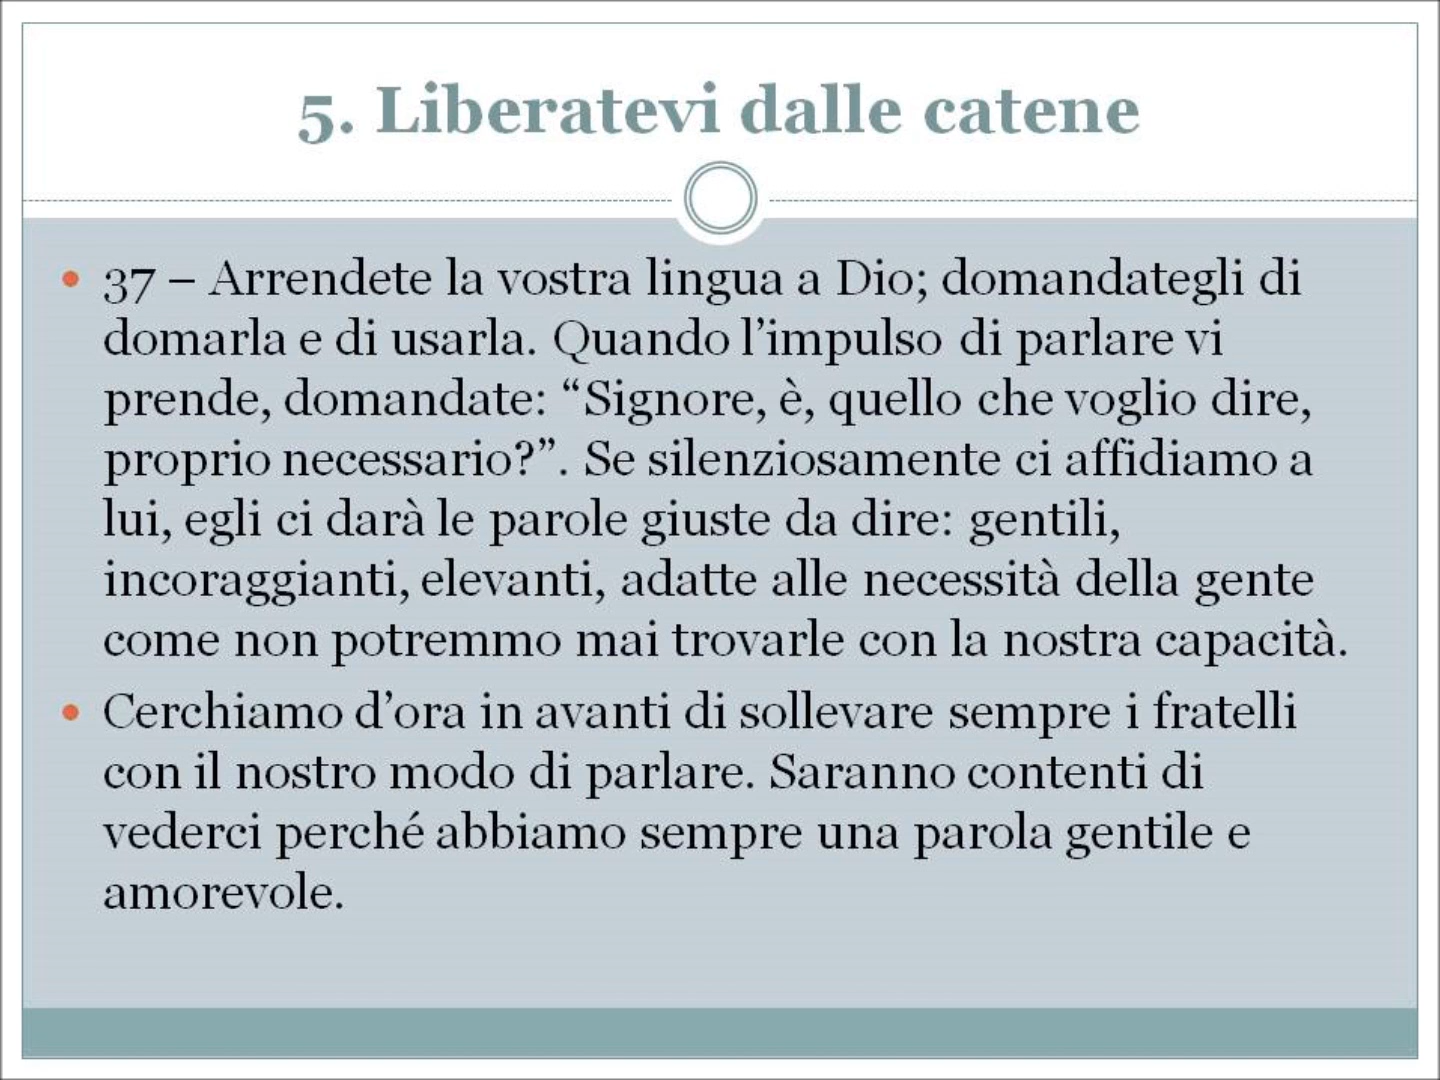 5. Liberatevi dalle catene
• 37 – Arrendete la vostra lingua a Dio; domandategli di
domarla e di usarla. Quando l’impulso di parlare vi
prende, domandate: “Signore, è, quello che voglio dire,
proprio necessario?”. Se silenziosamente ci affidiamo a
lui, egli ci darà le parole giuste da dire: gentili,
incoraggianti, elevanti, adatte alle necessità della gente
come non potremmo mai trovarle con la nostra capacità.
• Cerchiamo d’ora in avanti di sollevare sempre i fratelli
con il nostro modo di parlare. Saranno contenti di
vederci perché abbiamo sempre una parola gentile e
amorevole.